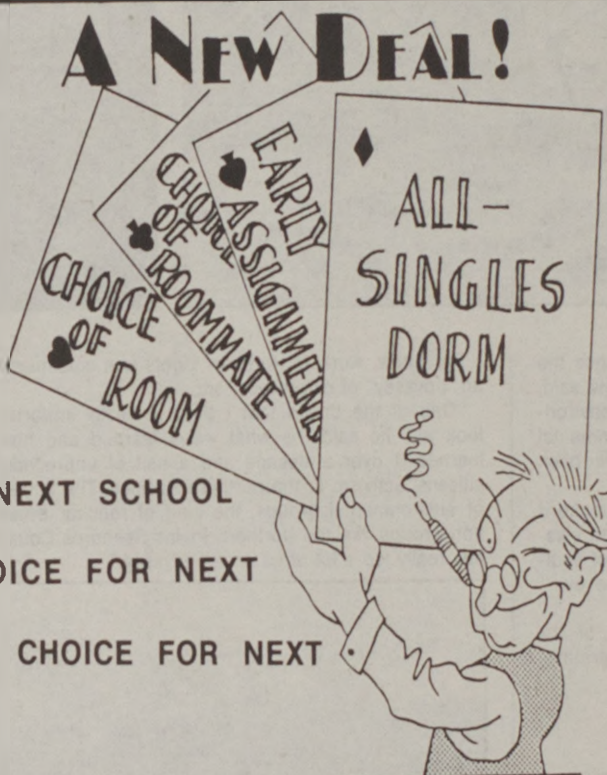 A NEW DEAL!
CHOICE
OF
ROOM
CHOICE
OF
ROOMMATE
EARLY
ASSIGNMENTS
ALL-
SINGLES
DORM
NEXT SCHOOL
FOR NEXT
CHOICE FOR NEXT